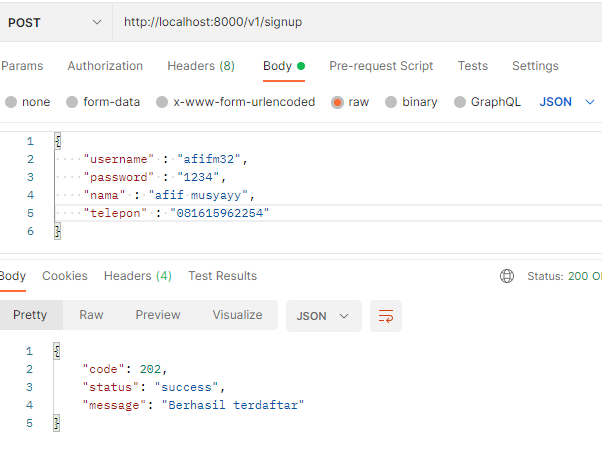 POST http://localhost:8000/v1/signup
Params Authorization Headers (8) Body Pre-request Script Tests Settings
none form-data x-www-form-urlencoded raw binary GraphQL JSON
1 {
2 "username" : "afifm32",
3 "password" : "1234",
4 "nama" : "afif musyayy",
5 "telepon" : "081615962254"
6 }
Body Cookies Headers (4) Test Results Status: 200 O
Pretty Raw Preview Visualize JSON
1 {
2 "code": 202,
3 "status": "success",
4 "message": "Berhasil terdaftar"
5 }